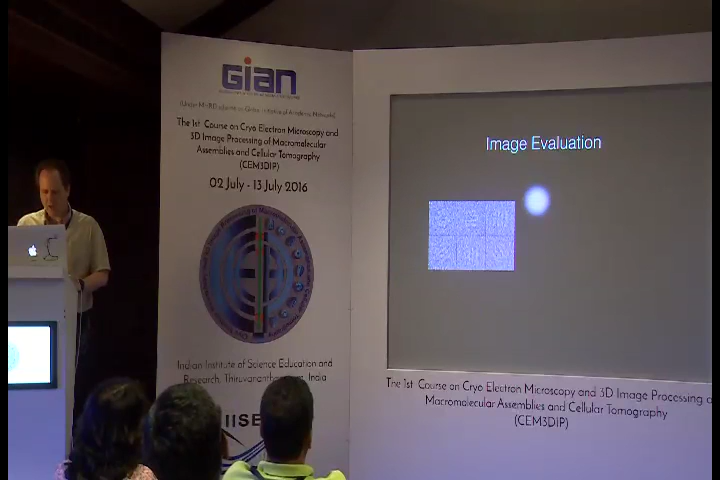 GIAN
The 1st Course on Cryo Electron Microscopy and
3D Image Processing of Macromolecular
Assemblies and Cellular Tomography
(CEM3DIP)
02 July - 13 July 2016
Indian Institute of Science Education and
Research, India
IISE
Image Evaluation
The 1st Course on Cryo Electron Microscopy and 3D Image Processing
Macromolecular Assemblies and Cellular Tomography
(CEM3DIP)